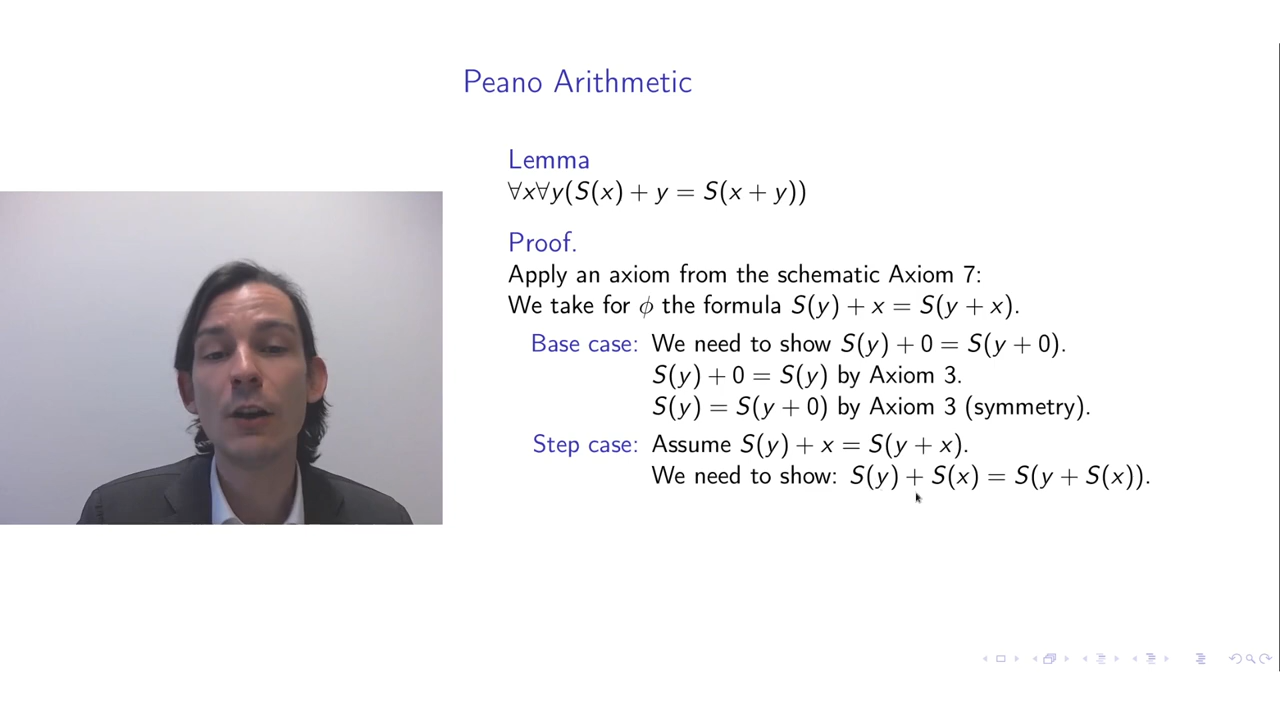 Peano Arithmetic
Lemma
∀x∀y(S(x) + y = S(x + y))
Proof.
Apply an axiom from the schematic Axiom 7:
We take for ϕ the formula S(y) + x = S(y + x).
Base case: We need to show S(y) + 0 = S(y + 0).
S(y) + 0 = S(y) by Axiom 3.
S(y) = S(y + 0) by Axiom 3 (symmetry).
Step case: Assume S(y) + x = S(y + x).
We need to show: S(y) + S(x) = S(y + S(x)).